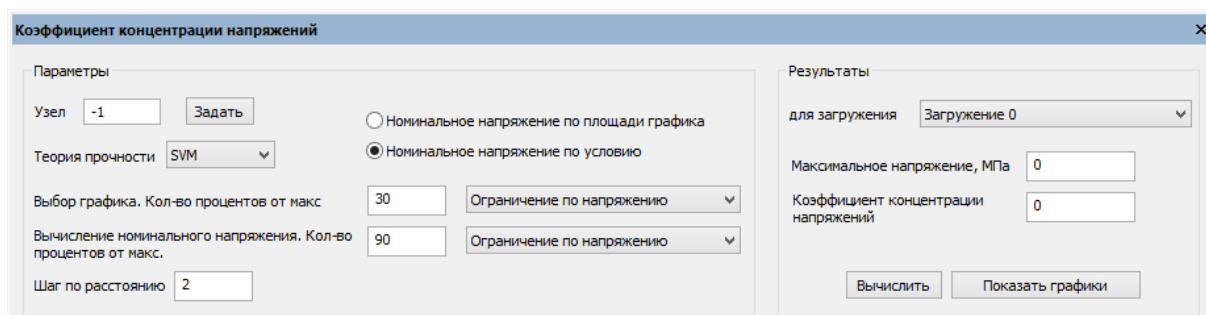 Коэффициент концентрации напряжений
Параметры
Узел -1 Задать
Номинальное напряжение по площади графика
Теория прочности SVM
Номинальное напряжение по условию
Выбор графика. Кол-во процентов от макс 30 Ограничение по напряжению
Вычисление номинального напряжения. Кол-во
процентов от макс. 90 Ограничение по напряжению
Шаг по расстоянию 2
Результаты
для загружения Загружение 0
Максимальное напряжение, МПа 0
Коэффициент концентрации
напряжений 0
Вычислить Показать графики